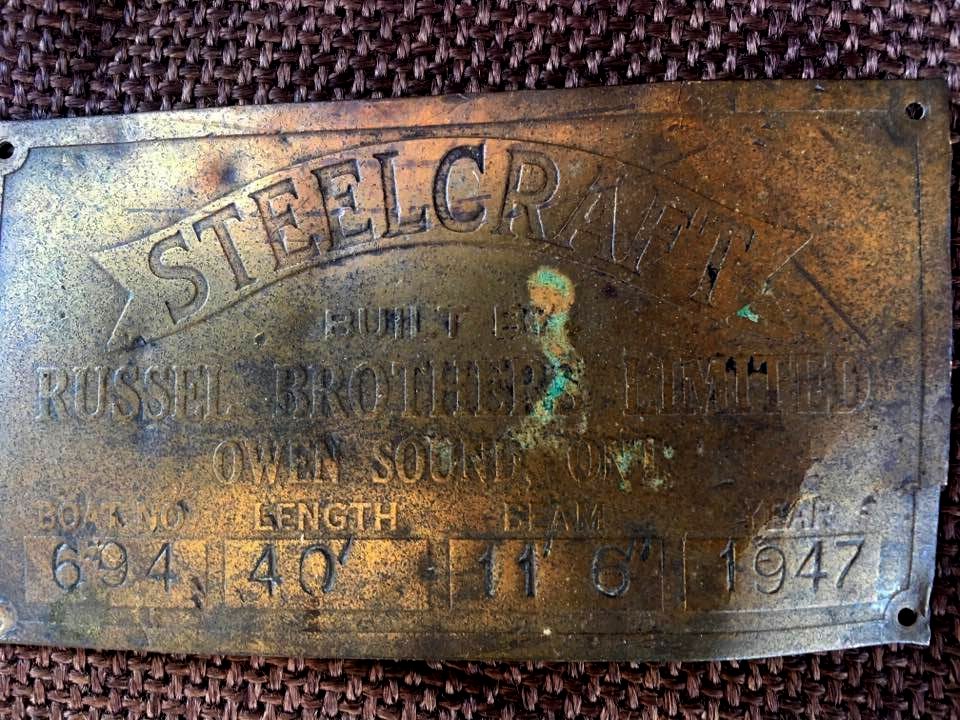 STEELCRAFT
BUILT BY
RUSSEL BROTHERS LIMITED
OWEN SOUND, ONT.
BOAT NO LENGTH BEAM YEAR
694 40' 11' 6" 1947